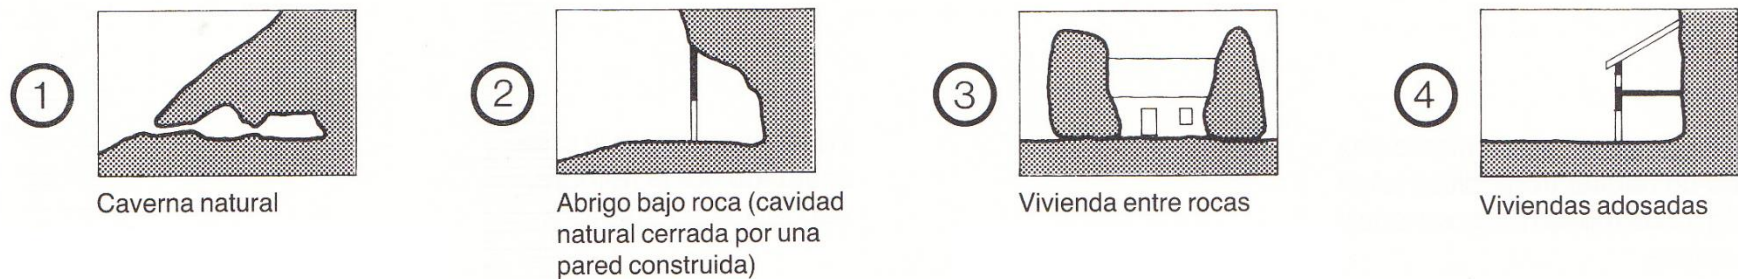 1
Caverna natural
2
Abrigo bajo roca (cavidad
natural cerrada por una
pared construida)
3
Vivienda entre rocas
4
Viviendas adosadas